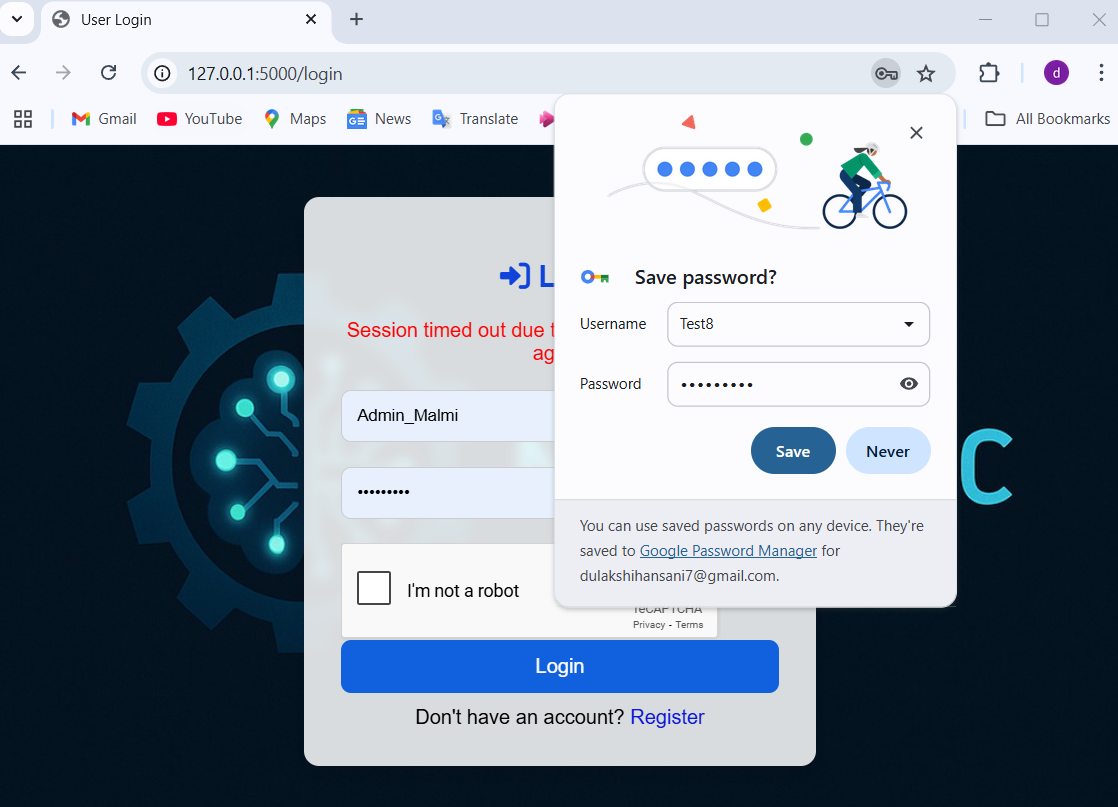 User Login
127.0.0.1:5000/login
d
Gmail
YouTube
Maps
News
Translate
All Bookmarks
L
Session timed out due t
ag
Admin_Malmi
•••••••••
I'm not a robot
reCAPTCHA
Privacy - Terms
Login
Don't have an account? Register
C
Save password?
Username
Test8
Password
•••••••••
Save
Never
You can use saved passwords on any device. They're
saved to Google Password Manager for
dulakshihansani7@gmail.com.